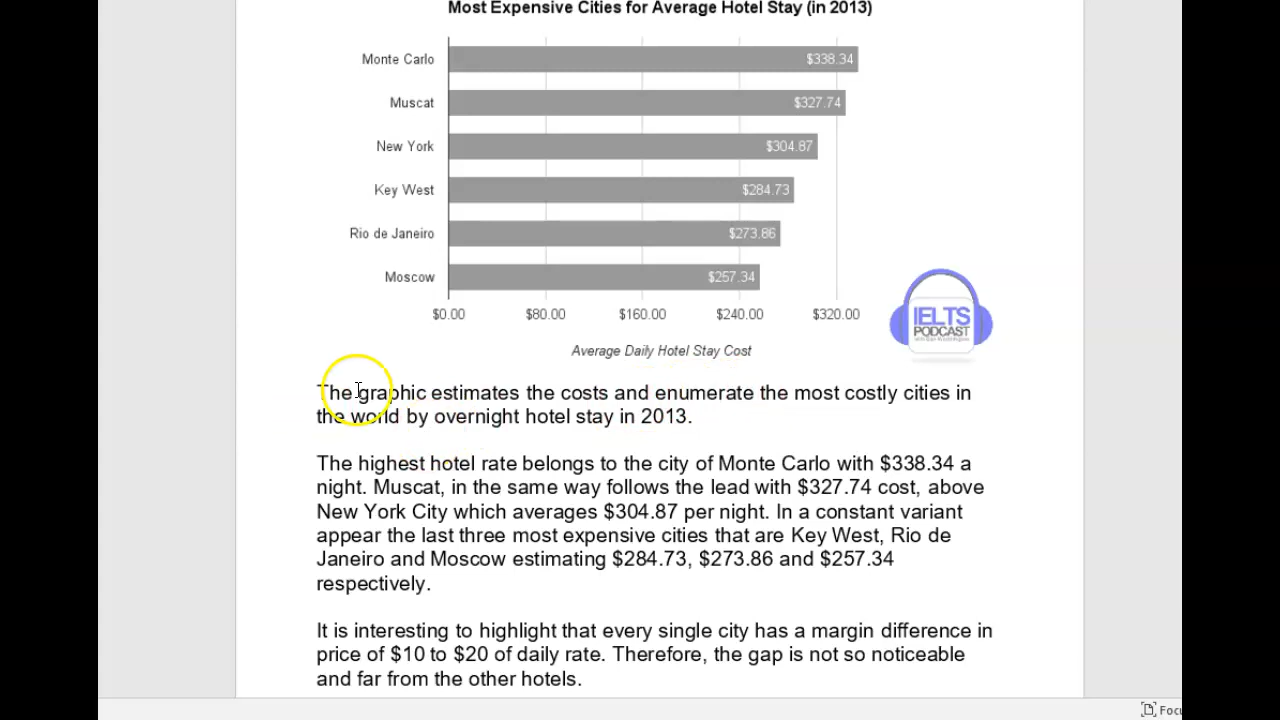 Most Expensive Cities for Average Hotel Stay (in 2013)
Monte Carlo $338.34
Muscat $327.74
New York $304.87
Key West $284.73
Rio de Janeiro $273.86
Moscow $257.34
$0.00 $80.00 $160.00 $240.00 $320.00
Average Daily Hotel Stay Cost
IELTS
PODCAST
The graphic estimates the costs and enumerate the most costly cities in
the world by overnight hotel stay in 2013.
The highest hotel rate belongs to the city of Monte Carlo with $338.34 a
night. Muscat, in the same way follows the lead with $327.74 cost, above
New York City which averages $304.87 per night. In a constant variant
appear the last three most expensive cities that are Key West, Rio de
Janeiro and Moscow estimating $284.73, $273.86 and $257.34
respectively.
It is interesting to highlight that every single city has a margin difference in
price of $10 to $20 of daily rate. Therefore, the gap is not so noticeable
and far from the other hotels.
Focu